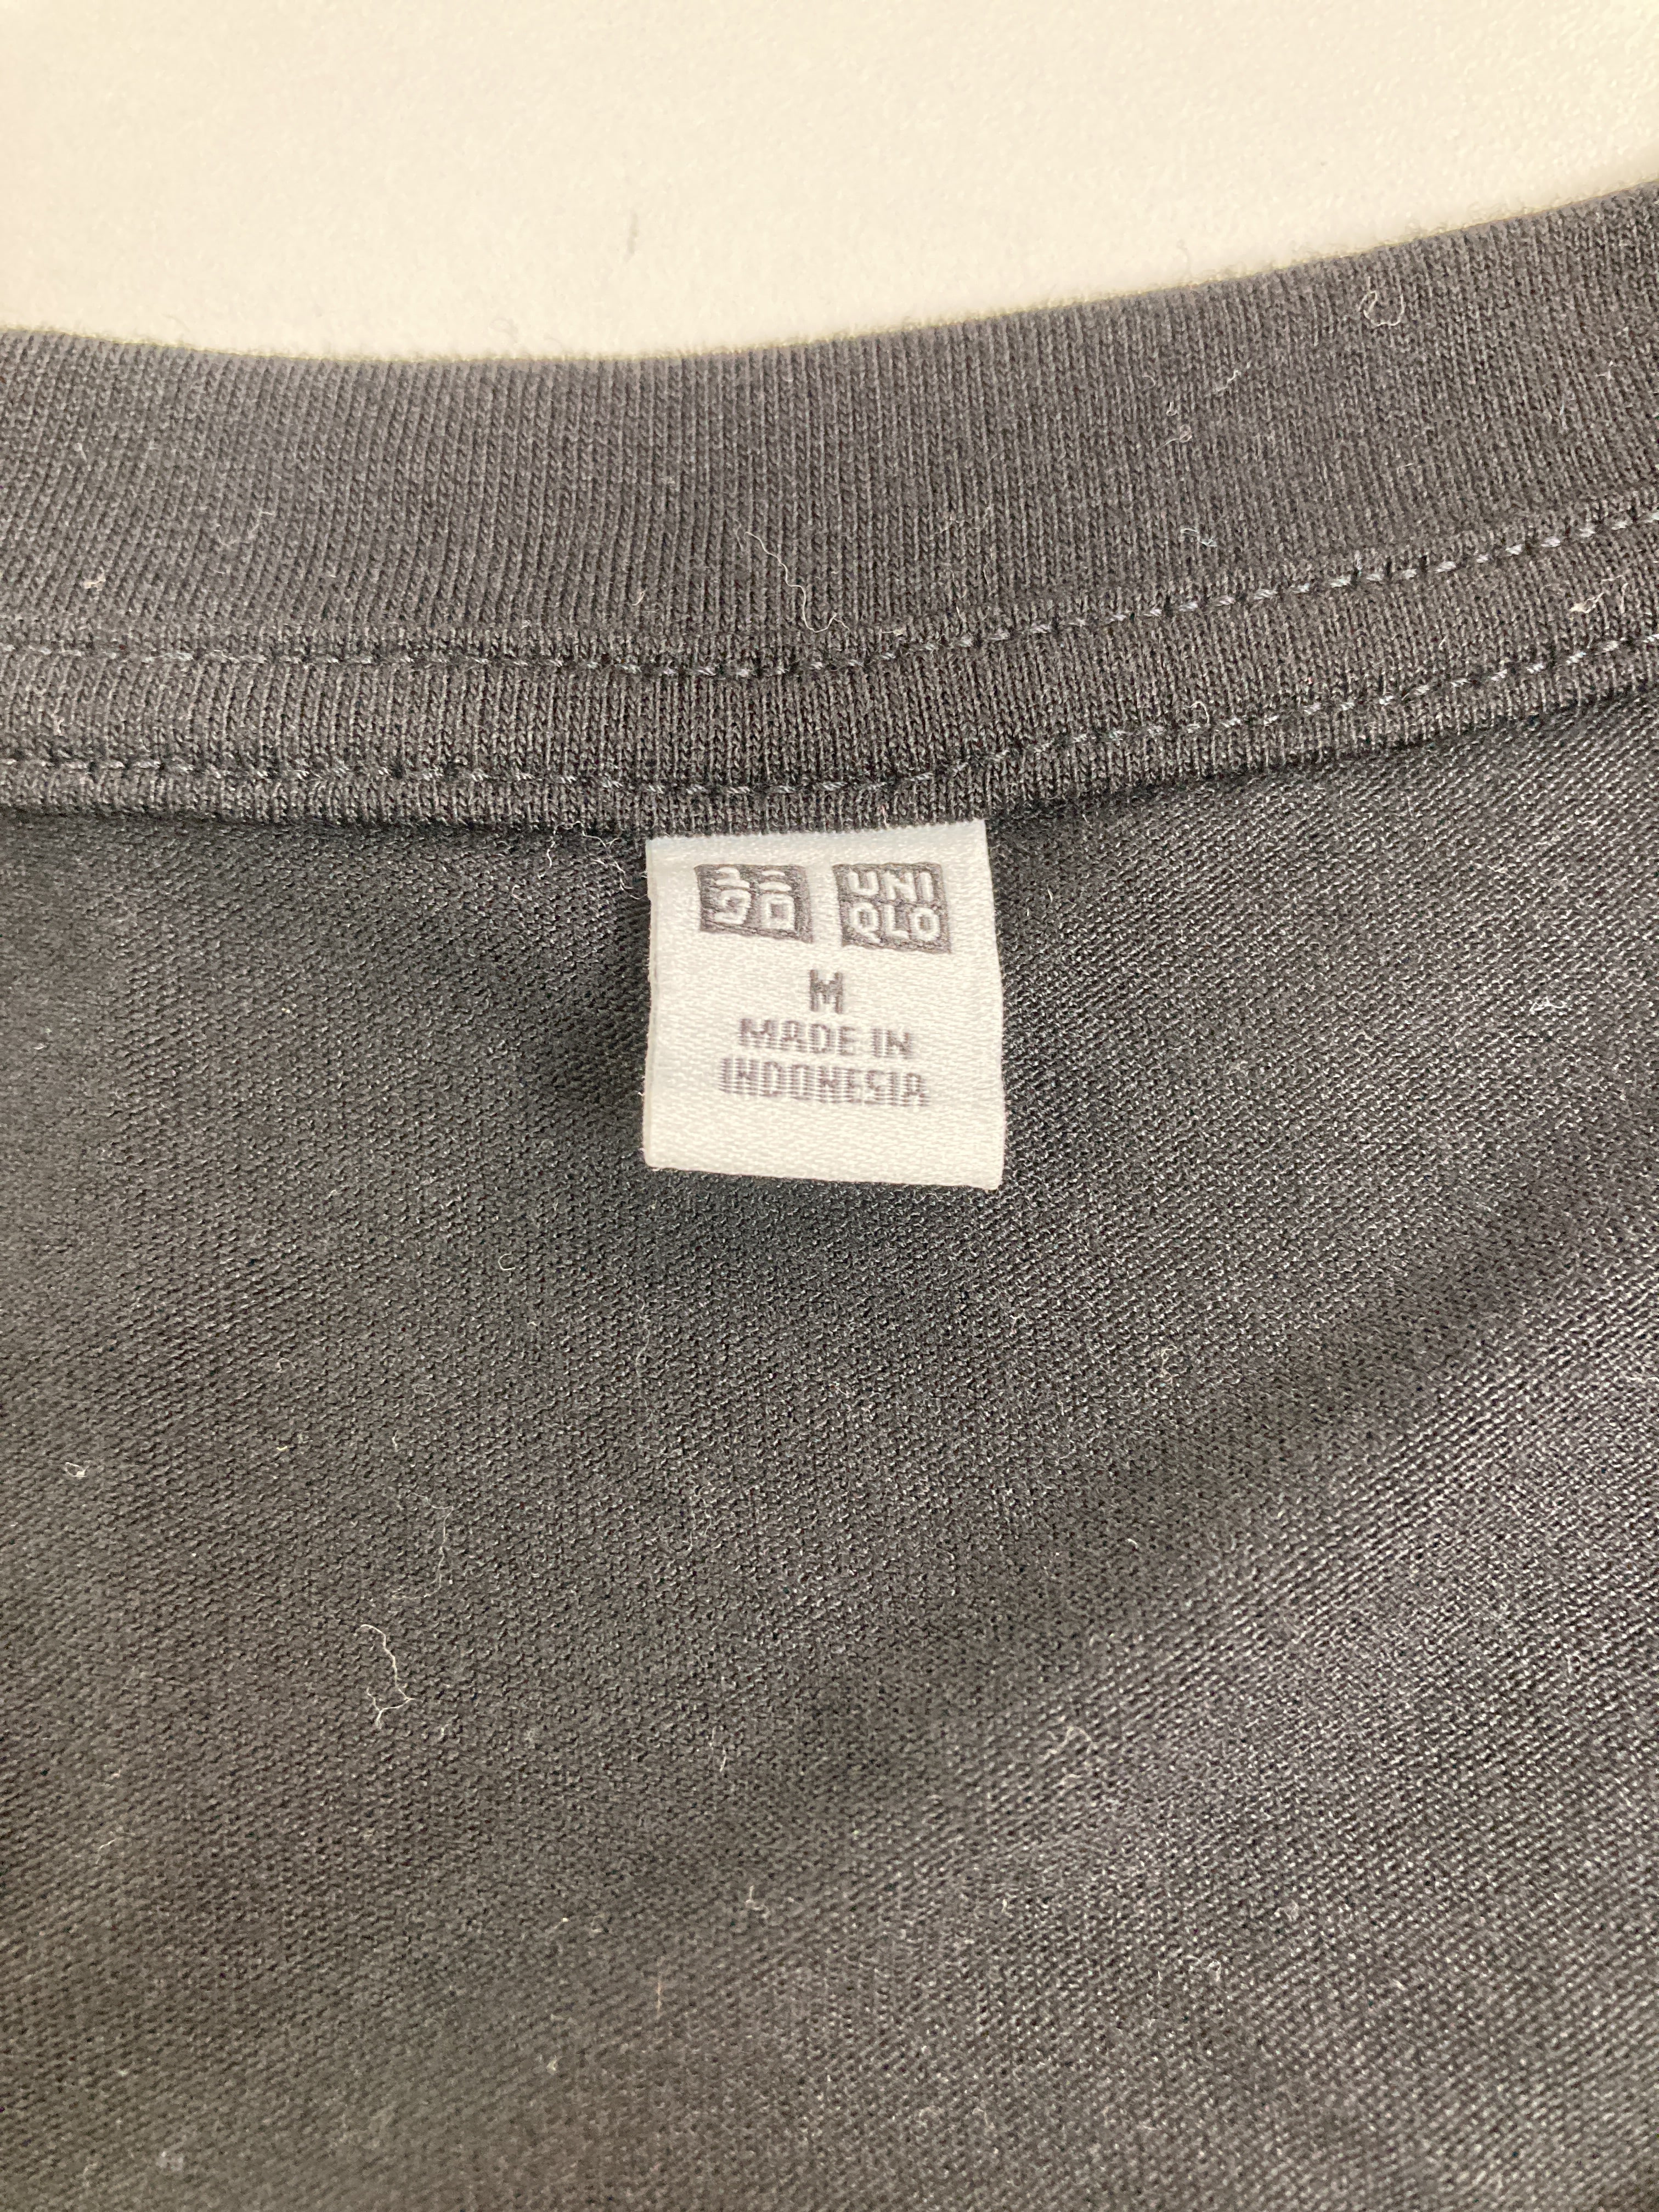 ユニ UNI
クロ QLO
M
MADE IN
INDONESIA